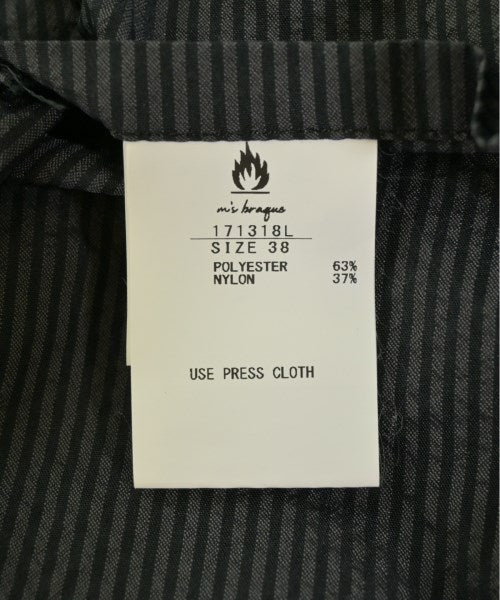 m's braque
171318L
SIZE 38
POLYESTER 63%
NYLON 37%
USE PRESS CLOTH